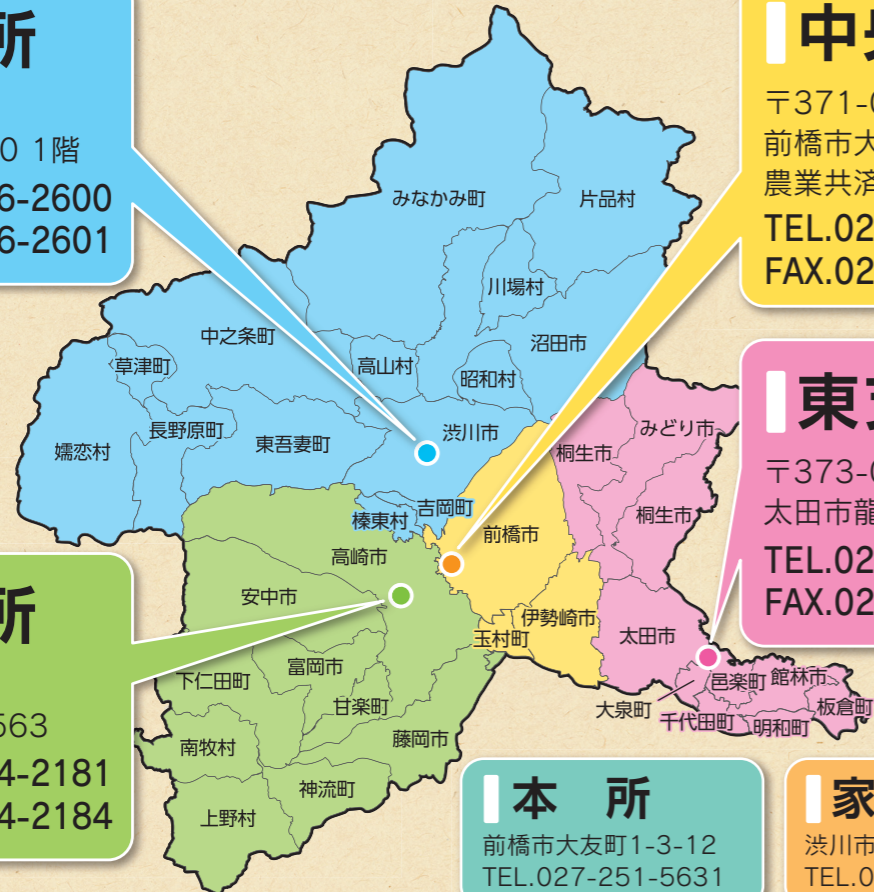 所
0 1階
6-2600
6-2601
中央
〒371-0
前橋市大
農業共済
TEL.02
FAX.02
みなかみ町
片品村
川場村
中之条町
沼田市
草津町
高山村
昭和村
嬬恋村
長野原町
東吾妻町
渋川市
みどり市
桐生市
榛東村
吉岡町
前橋市
桐生市
東支
〒373-0
太田市龍
TEL.02
FAX.02
高崎市
安中市
伊勢崎市
玉村町
太田市
所
563
4-2181
4-2184
下仁田町
富岡市
甘楽町
藤岡市
南牧村
神流町
上野村
大泉町
邑楽町
館林市
板倉町
千代田町
明和町
本 所
前橋市大友町1-3-12
TEL.027-251-5631
家
渋川市
TEL.0